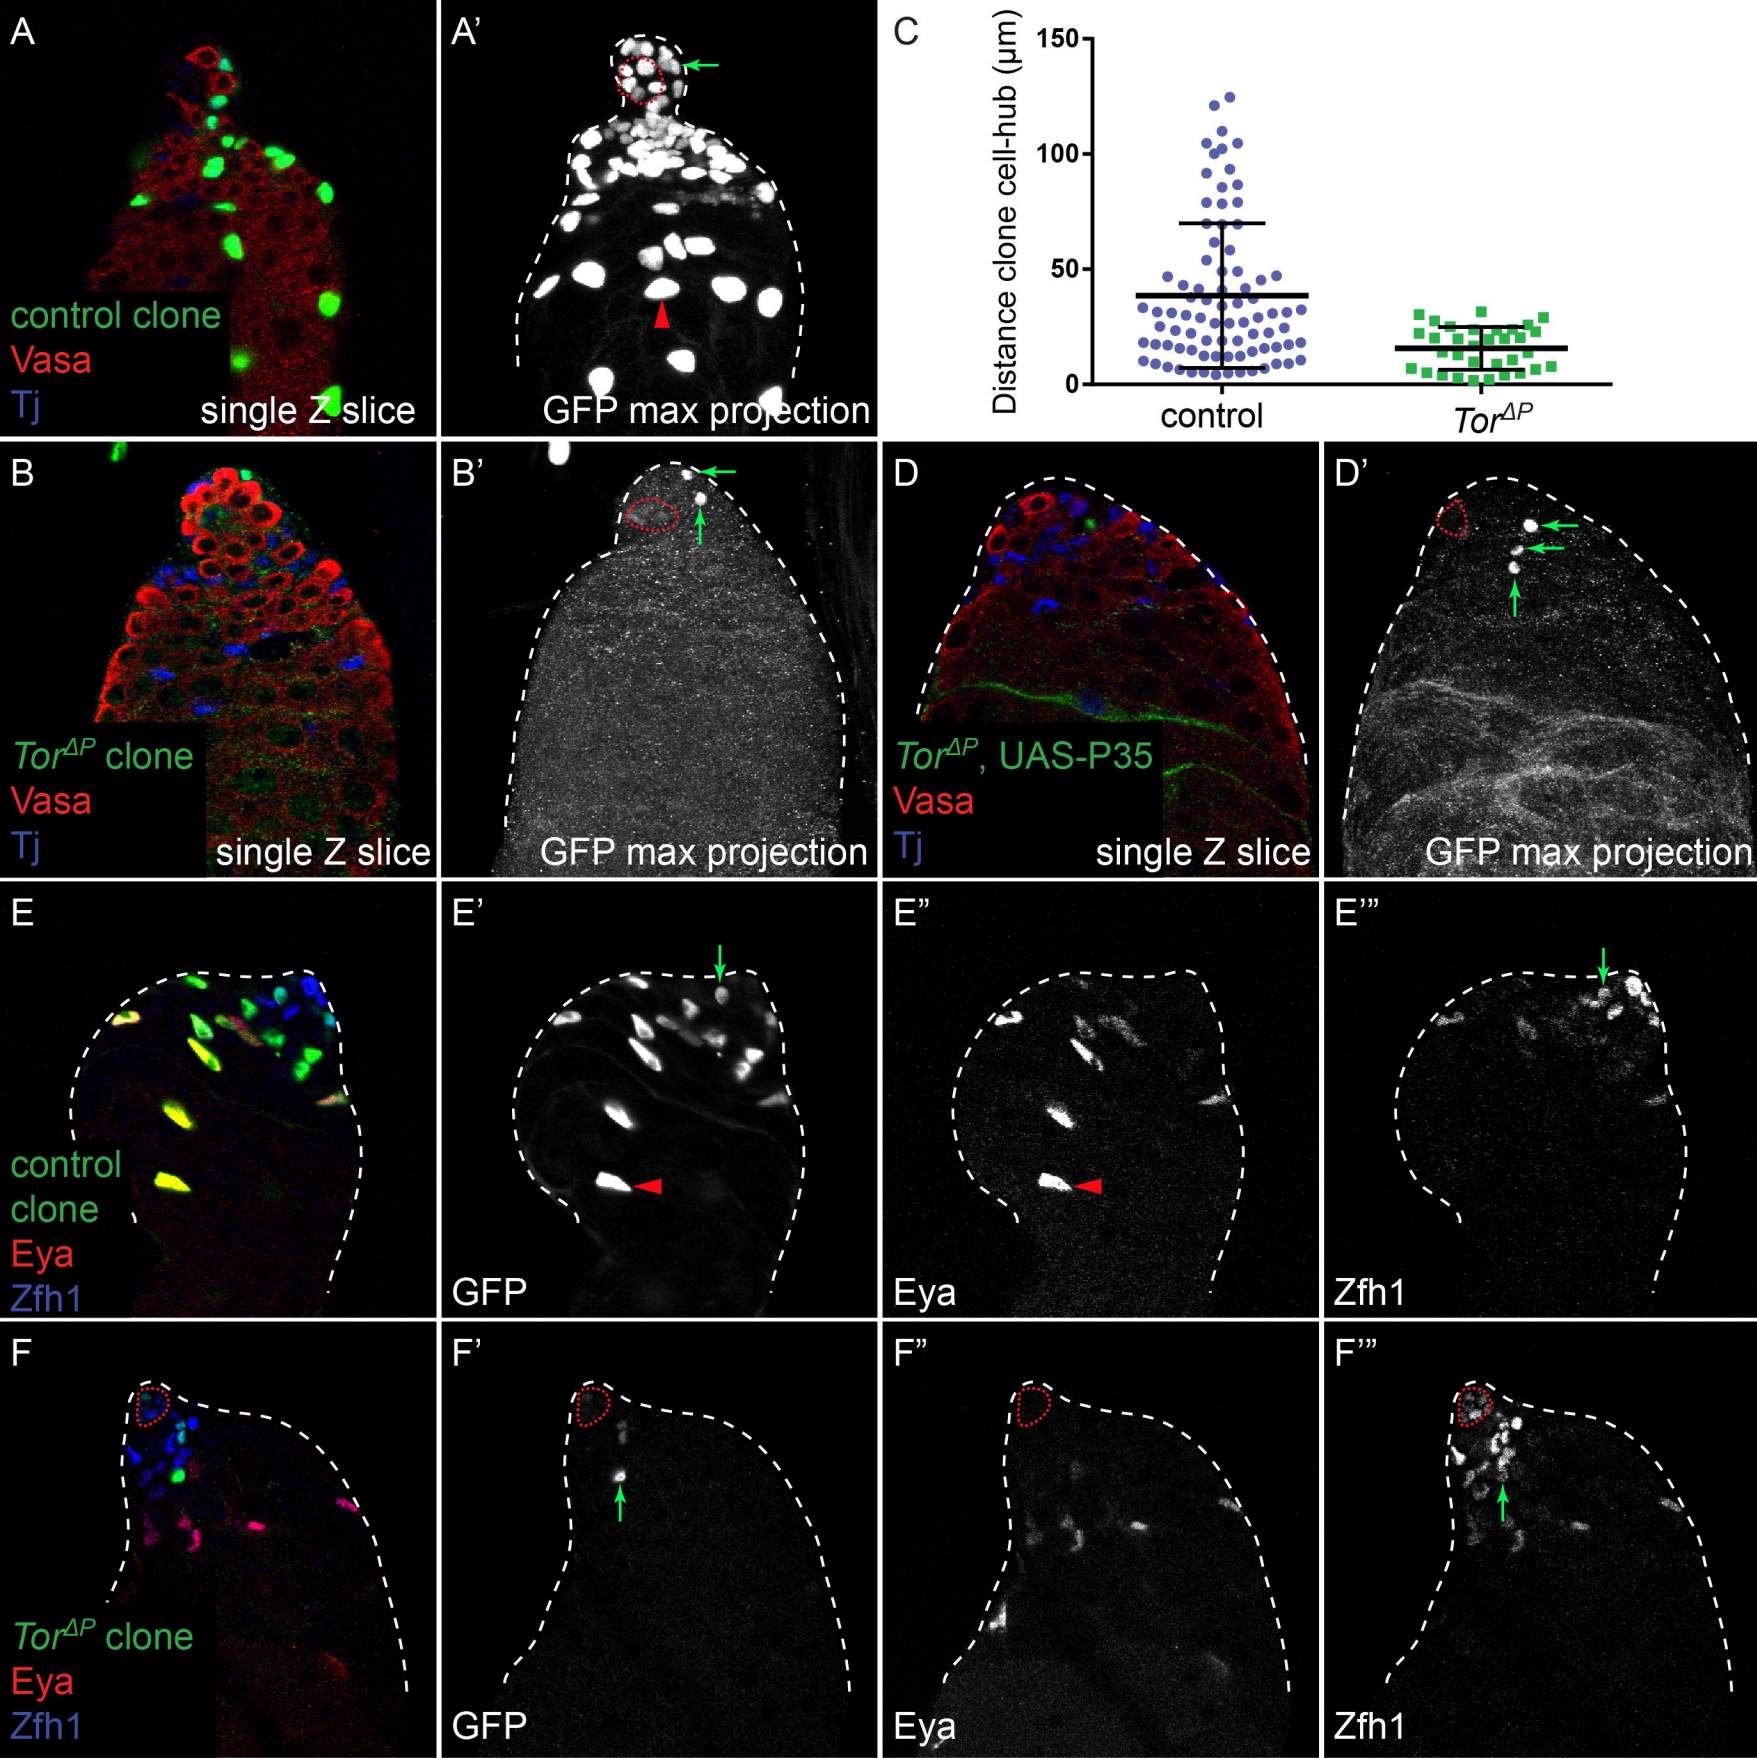 A
control clone
Vasa
Tj
single Z slice
A’
GFP max projection
C
Distance clone cell-hub (μm)
150
100
50
0
control
Tor^ΔP
B
Tor^ΔP clone
Vasa
Tj
single Z slice
B’
GFP max projection
D
Tor^ΔP, UAS-P35
Vasa
Tj
single Z slice
D’
GFP max projection
E
control
clone
Eya
Zfh1
E’
GFP
E”
Eya
E’”
Zfh1
F
Tor^ΔP clone
Eya
Zfh1
F’
GFP
F”
Eya
F’”
Zfh1